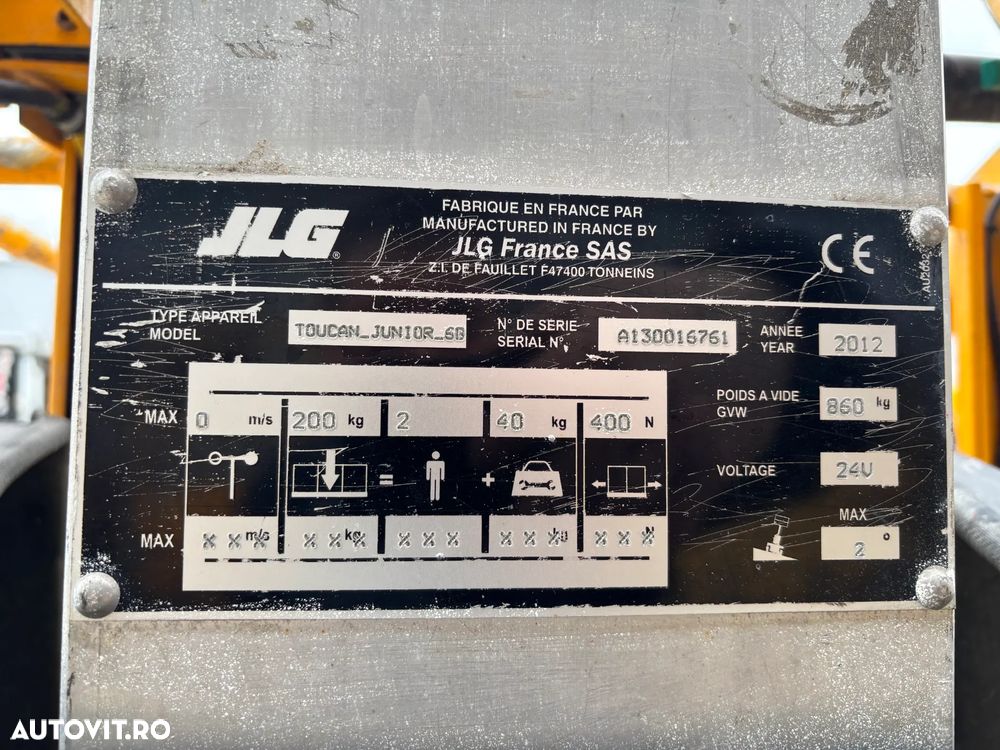 JLG®
FABRIQUE EN FRANCE PAR
MANUFACTURED IN FRANCE BY
JLG France SAS
Z.I. DE FAUILLET F47400 TONNEINS
CE
TYPE APPAREIL
MODEL
TOUCAN_JUNIOR_6B
N° DE SERIE
SERIAL N°
A130016761
ANNEE
YEAR
2012
MAX 0 m/s 200 kg 2 40 kg 400 N
= +
MAX ××× m/s ××× kg ××× ××× kg ××× N
POIDS A VIDE
GVW
860 kg
VOLTAGE
24V
MAX
2 °
AUTOVIT.RO